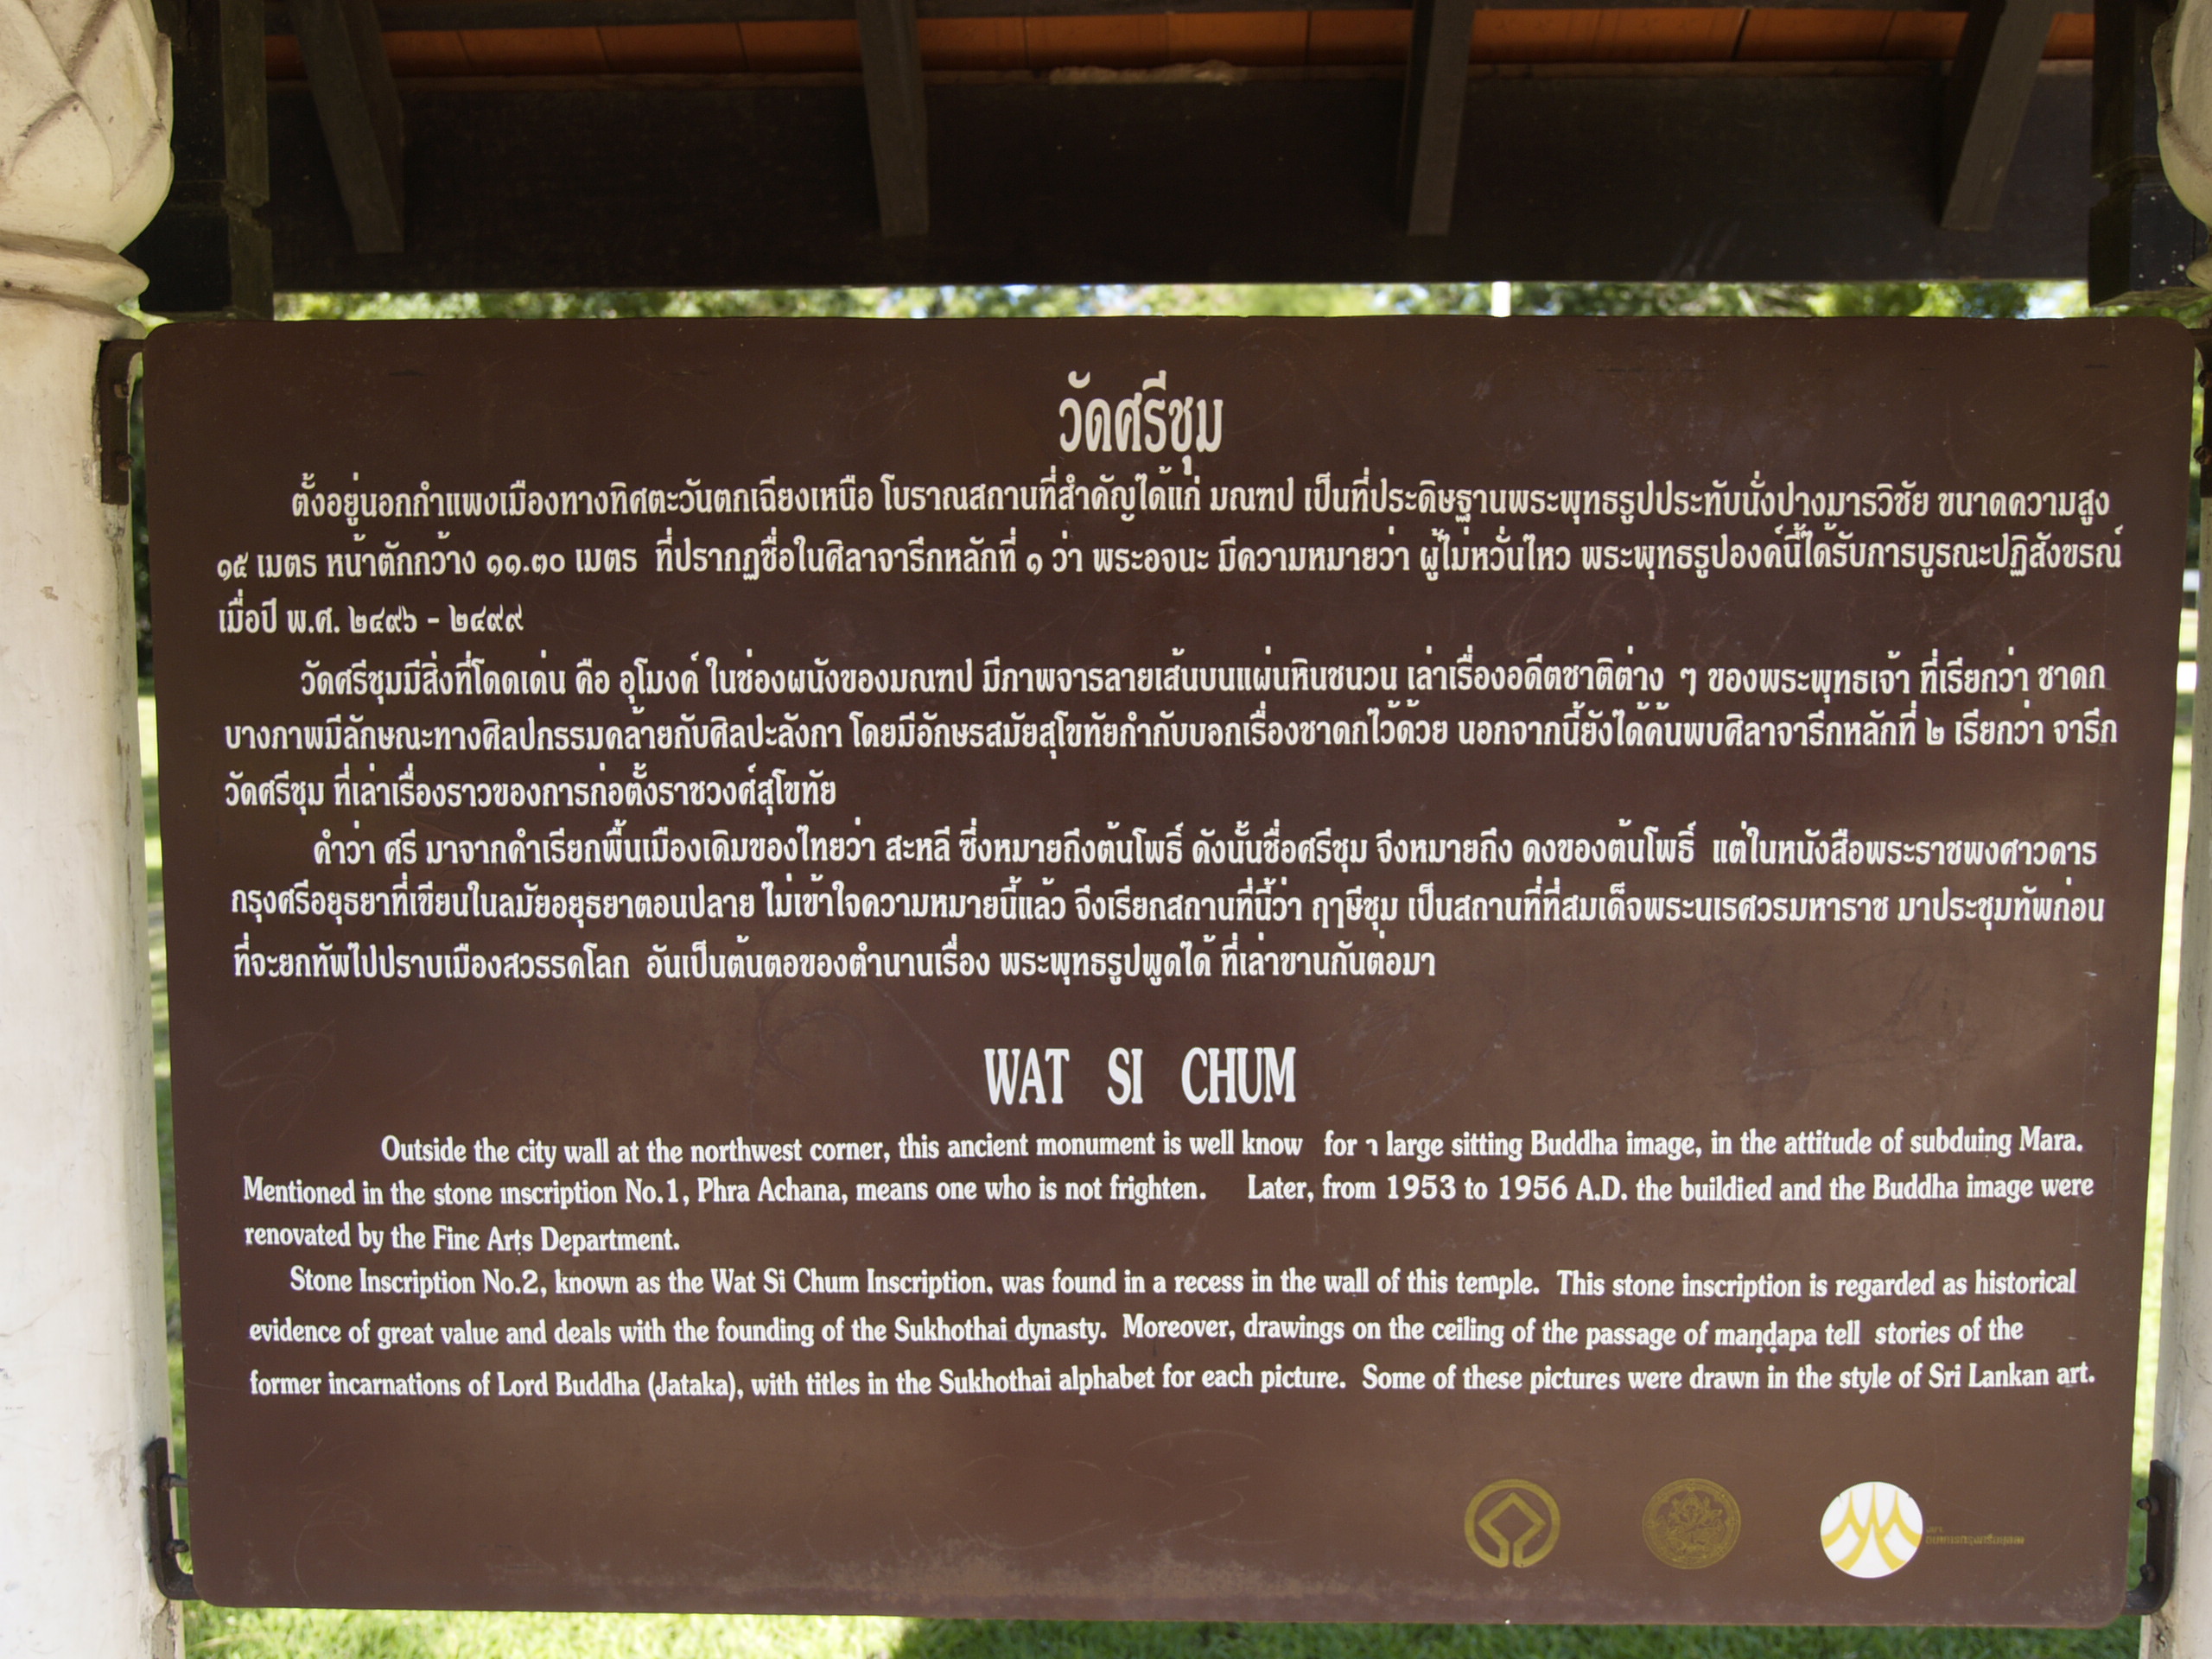 วัดศรีชุม
ตั้งอยู่นอกกำแพงเมืองทางทิศตะวันตกเฉียงเหนือ โบราณสถานที่สำคัญได้แก่ มณฑป เป็นที่ประดิษฐานพระพุทธรูปประทับนั่งปางมารวิชัย ขนาดความสูง
๑๕ เมตร หน้าตักกว้าง ๑๑.๓๐ เมตร ที่ปรากฏชื่อในศิลาจารึกหลักที่ ๑ ว่า พระอจนะ มีความหมายว่า ผู้ไม่หวั่นไหว พระพุทธรูปองค์นี้ได้รับการบูรณะปฏิสังขรณ์
เมื่อปี พ.ศ. ๒๔๙๖ - ๒๔๙๙
วัดศรีชุมมีสิ่งที่โดดเด่น คือ อุโมงค์ ในช่องผนังของมณฑป มีภาพจารลายเส้นบนแผ่นหินชนวน เล่าเรื่องอดีตชาติต่าง ๆ ของพระพุทธเจ้า ที่เรียกว่า ชาดก
บางภาพมีลักษณะทางศิลปกรรมคล้ายกับศิลปะลังกา โดยมีอักษรสมัยสุโขทัยกำกับบอกเรื่องชาดกไว้ด้วย นอกจากนี้ยังได้ค้นพบศิลาจารึกหลักที่ ๒ เรียกว่า จารึก
วัดศรีชุม ที่เล่าเรื่องราวของการก่อตั้งราชวงศ์สุโขทัย
คำว่า ศรี มาจากคำเรียกพื้นเมืองเดิมของไทยว่า สะหลี ซึ่งหมายถึงต้นโพธิ์ ดังนั้นชื่อศรีชุม จึงหมายถึง ดงของต้นโพธิ์ แต่ในหนังสือพระราชพงศาวดาร
กรุงศรีอยุธยาที่เขียนในลมัยอยุธยาตอนปลาย ไม่เข้าใจความหมายนี้แล้ว จึงเรียกสถานที่นี้ว่า ฤๅษีชุม เป็นสถานที่ที่สมเด็จพระนเรศวรมหาราช มาประชุมทัพก่อน
ที่จะยกทัพไปปราบเมืองสวรรคโลก อันเป็นต้นตอของตำนานเรื่อง พระพุทธรูปพูดได้ ที่เล่าขานกันต่อมา
WAT SI CHUM
Outside the city wall at the northwest corner, this ancient monument is well know for a large sitting Buddha image, in the attitude of subduing Mara.
Mentioned in the stone inscription No.1, Phra Achana, means one who is not frighten. Later, from 1953 to 1956 A.D. the buildied and the Buddha image were
renovated by the Fine Arts Department.
Stone Inscription No.2, known as the Wat Si Chum Inscription, was found in a recess in the wall of this temple. This stone inscription is regarded as historical
evidence of great value and deals with the founding of the Sukhothai dynasty. Moreover, drawings on the ceiling of the passage of maṇḍapa tell stories of the
former incarnations of Lord Buddha (Jataka), with titles in the Sukhothai alphabet for each picture. Some of these pictures were drawn in the style of Sri Lankan art.